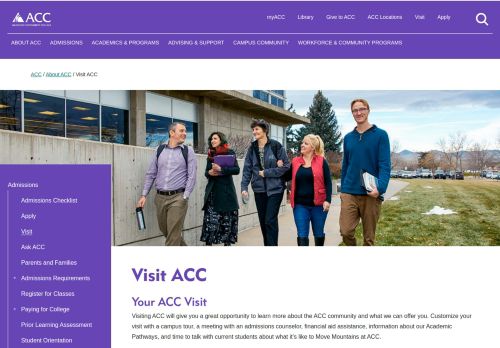 ACC
myACC Library Give to ACC ACC Locations Visit Apply
ABOUT ACC ADMISSIONS ACADEMICS & PROGRAMS ADVISING & SUPPORT CAMPUS COMMUNITY WORKFORCE & COMMUNITY PROGRAMS
ACC / About ACC / Visit ACC
Admissions
Admissions Checklist
Apply
Visit
Ask ACC
Parents and Families
Admissions Requirements
Register for Classes
Paying for College
Prior Learning Assessment
Student Orientation
Visit ACC
Your ACC Visit
Visiting ACC will give you a great opportunity to learn more about the ACC community and what we can offer you. Customize your
visit with a campus tour, a meeting with an admissions counselor, financial aid assistance, information about our Academic
Pathways, and time to talk with current students about what it's like to Move Mountains at ACC.